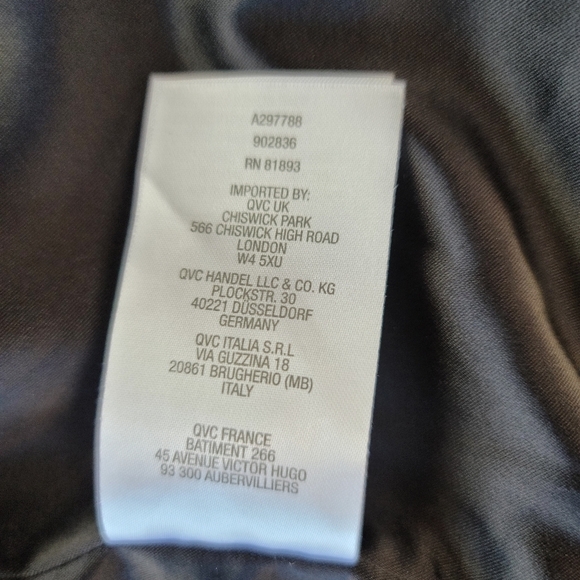 A297788
902836
RN 81893
IMPORTED BY:
QVC UK
CHISWICK PARK
566 CHISWICK HIGH ROAD
LONDON
W4 5XU
QVC HANDEL LLC & CO. KG
PLOCKSTR. 30
40221 DÜSSELDORF
GERMANY
QVC ITALIA S.R.L
VIA GUZZINA 18
20861 BRUGHERIO (MB)
ITALY
QVC FRANCE
BATIMENT 266
45 AVENUE VICTOR HUGO
93 300 AUBERVILLIERS